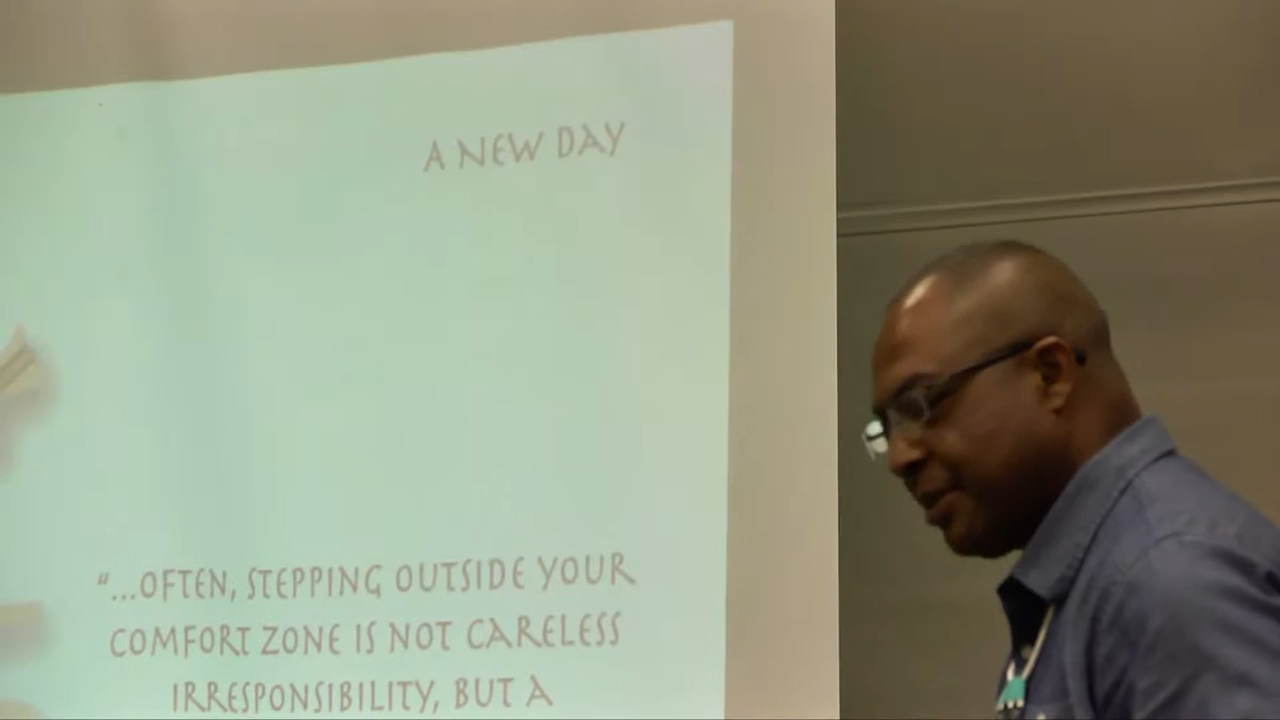 A NEW DAY
“...OFTEN, STEPPING OUTSIDE YOUR
COMFORT ZONE IS NOT CARELESS
IRRESPONSIBILITY, BUT A